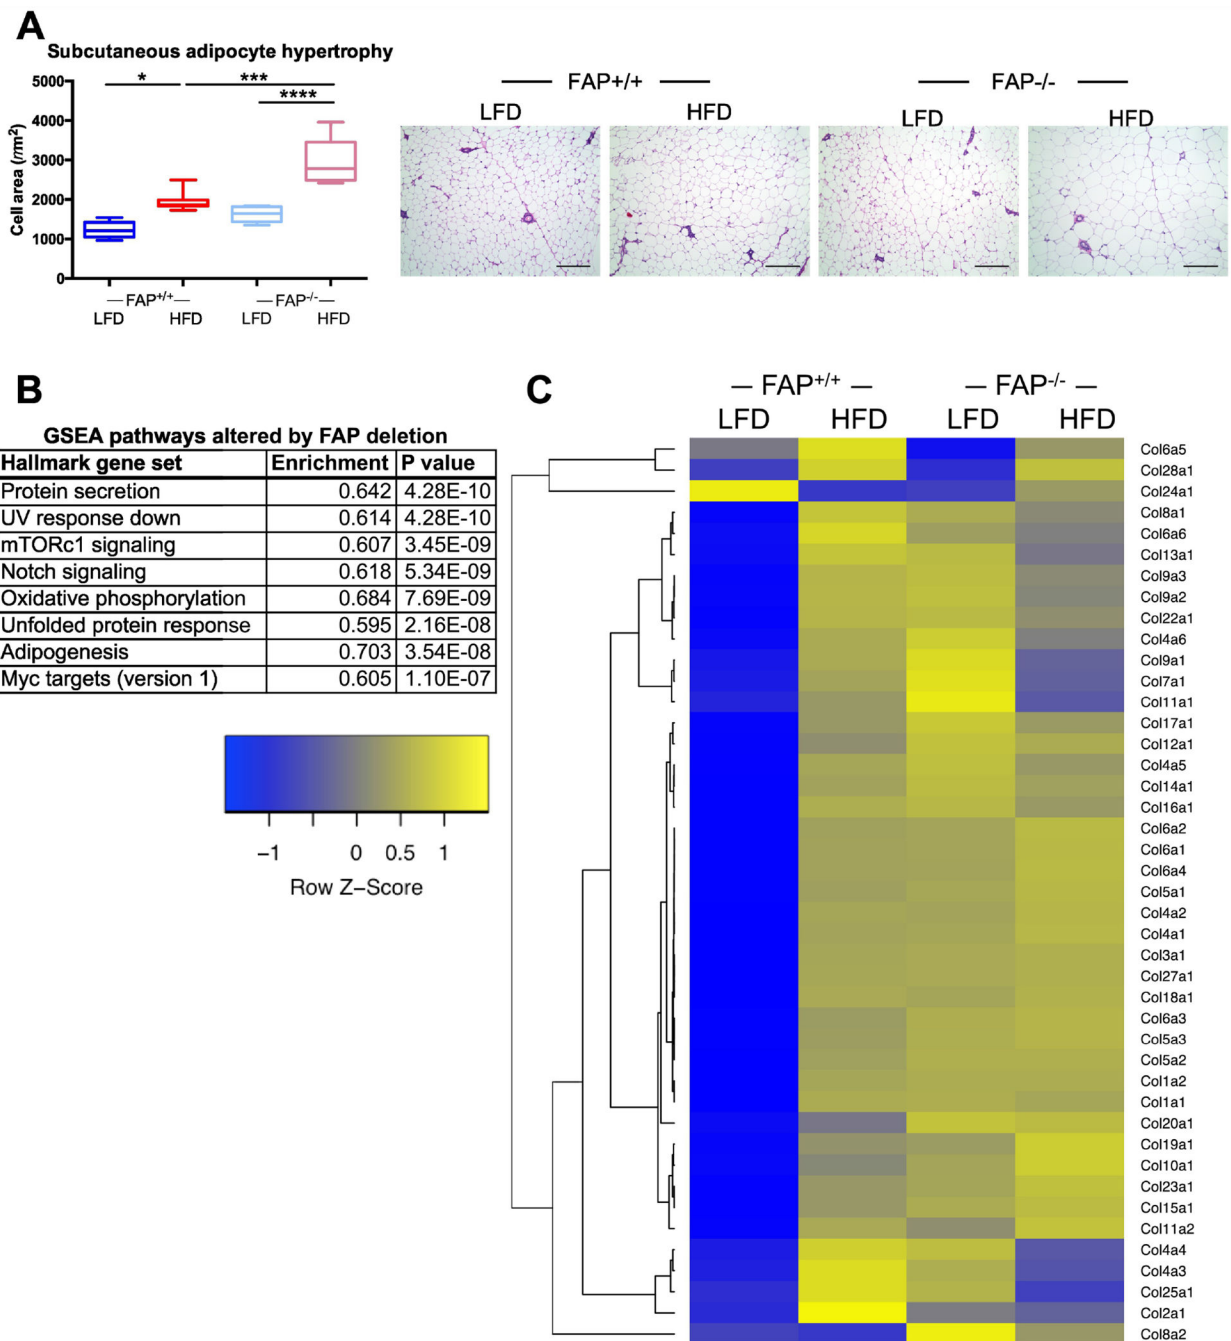 A
Subcutaneous adipocyte hypertrophy
5000
4000
3000
2000
1000
0
Cell area (mm²)
*
***
****
FAP+/+
FAP-/-
LFD
HFD
LFD
HFD
FAP+/+
FAP-/-
LFD
HFD
LFD
HFD
B
GSEA pathways altered by FAP deletion
Hallmark gene set Enrichment P value
Protein secretion 0.642 4.28E-10
UV response down 0.614 4.28E-10
mTORc1 signaling 0.607 3.45E-09
Notch signaling 0.618 5.34E-09
Oxidative phosphorylation 0.684 7.69E-09
Unfolded protein response 0.595 2.16E-08
Adipogenesis 0.703 3.54E-08
Myc targets (version 1) 0.605 1.10E-07
−1 0 0.5 1
Row Z−Score
C
FAP+/+
FAP-/-
LFD
HFD
LFD
HFD
Col6a5
Col28a1
Col24a1
Col8a1
Col6a6
Col13a1
Col9a3
Col9a2
Col22a1
Col4a6
Col9a1
Col7a1
Col11a1
Col17a1
Col12a1
Col4a5
Col14a1
Col16a1
Col6a2
Col6a1
Col6a4
Col5a1
Col4a2
Col4a1
Col3a1
Col27a1
Col18a1
Col6a3
Col5a3
Col5a2
Col1a2
Col1a1
Col20a1
Col19a1
Col10a1
Col23a1
Col15a1
Col11a2
Col4a4
Col4a3
Col25a1
Col2a1
Col8a2